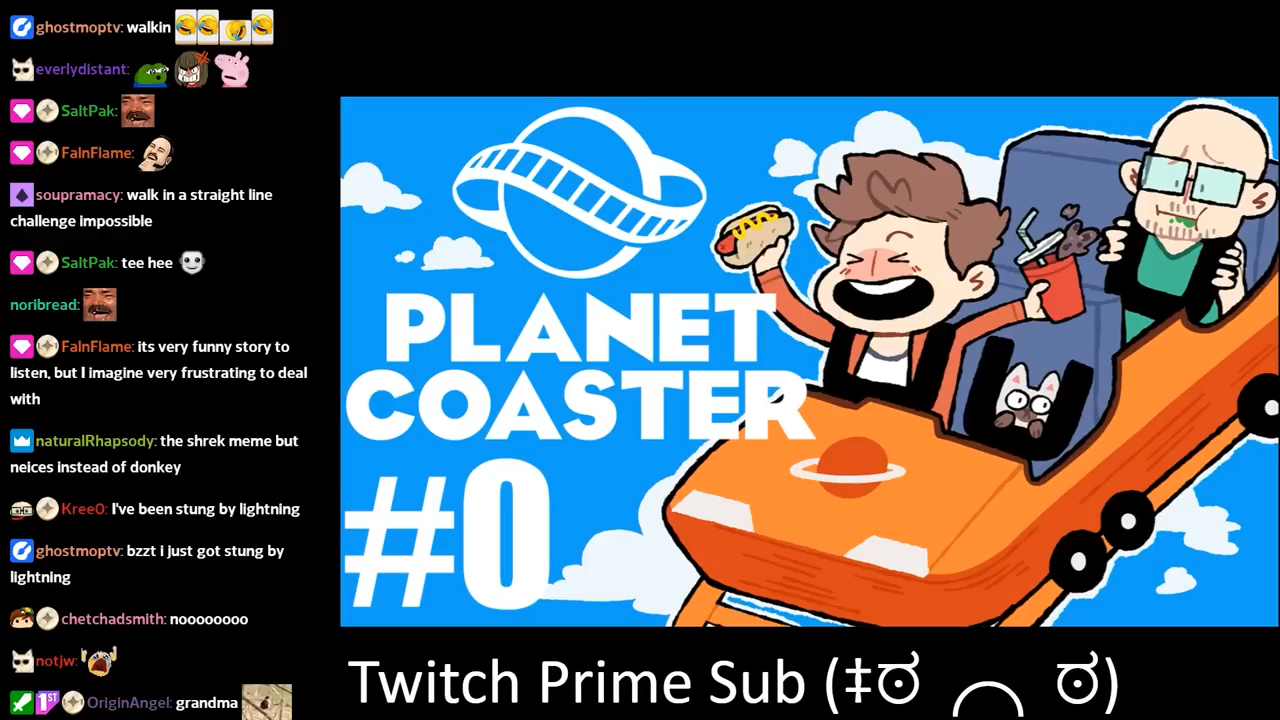 ghostmoptv: walkin
everlydistant:
SaltPak:
FalnFlame:
soupramacy: walk in a straight line
challenge impossible
SaltPak: tee hee
noribread:
FalnFlame: its very funny story to
listen, but I imagine very frustrating to deal
with
naturalRhapsody: the shrek meme but
neices instead of donkey
KreeO: I've been stung by lightning
ghostmoptv: bzzt i just got stung by
lightning
chetchadsmith: noooooooo
notjw:
1ST OriginAngel: grandma
PLANET
COASTER
#0
Twitch Prime Sub (‡ಠ ╭╮ ಠ)